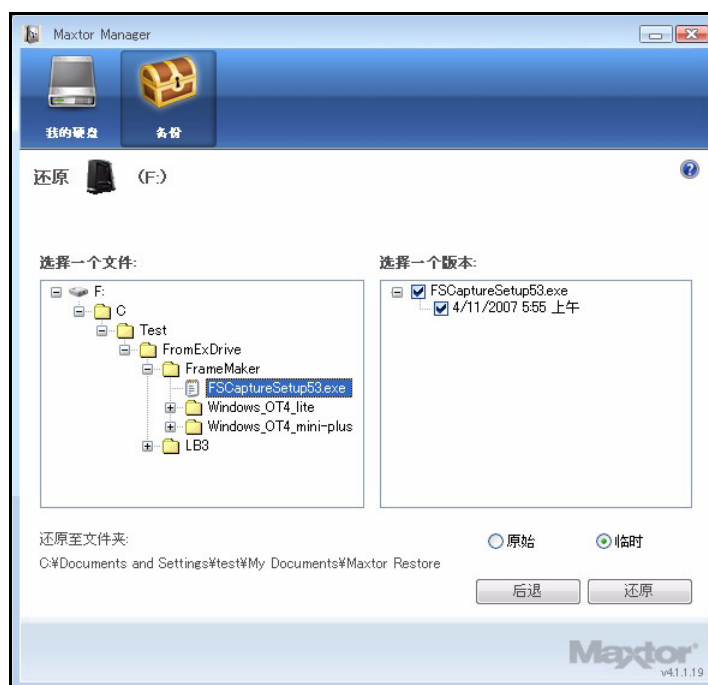 Maxtor Manager
我的硬盘
备份
还原 (F:)
选择一个文件:
F:
C
Test
FromExDrive
FrameMaker
FSCaptureSetup53.exe
Windows_OT4_lite
Windows_OT4_mini-plus
LB3
选择一个版本:
FSCaptureSetup53.exe
4/11/2007 5:55 上午
还原至文件夹:
C:¥Documents and Settings¥test¥My Documents¥Maxtor Restore
原始
临时
后退
还原
Maxtor
v4.1.1.19